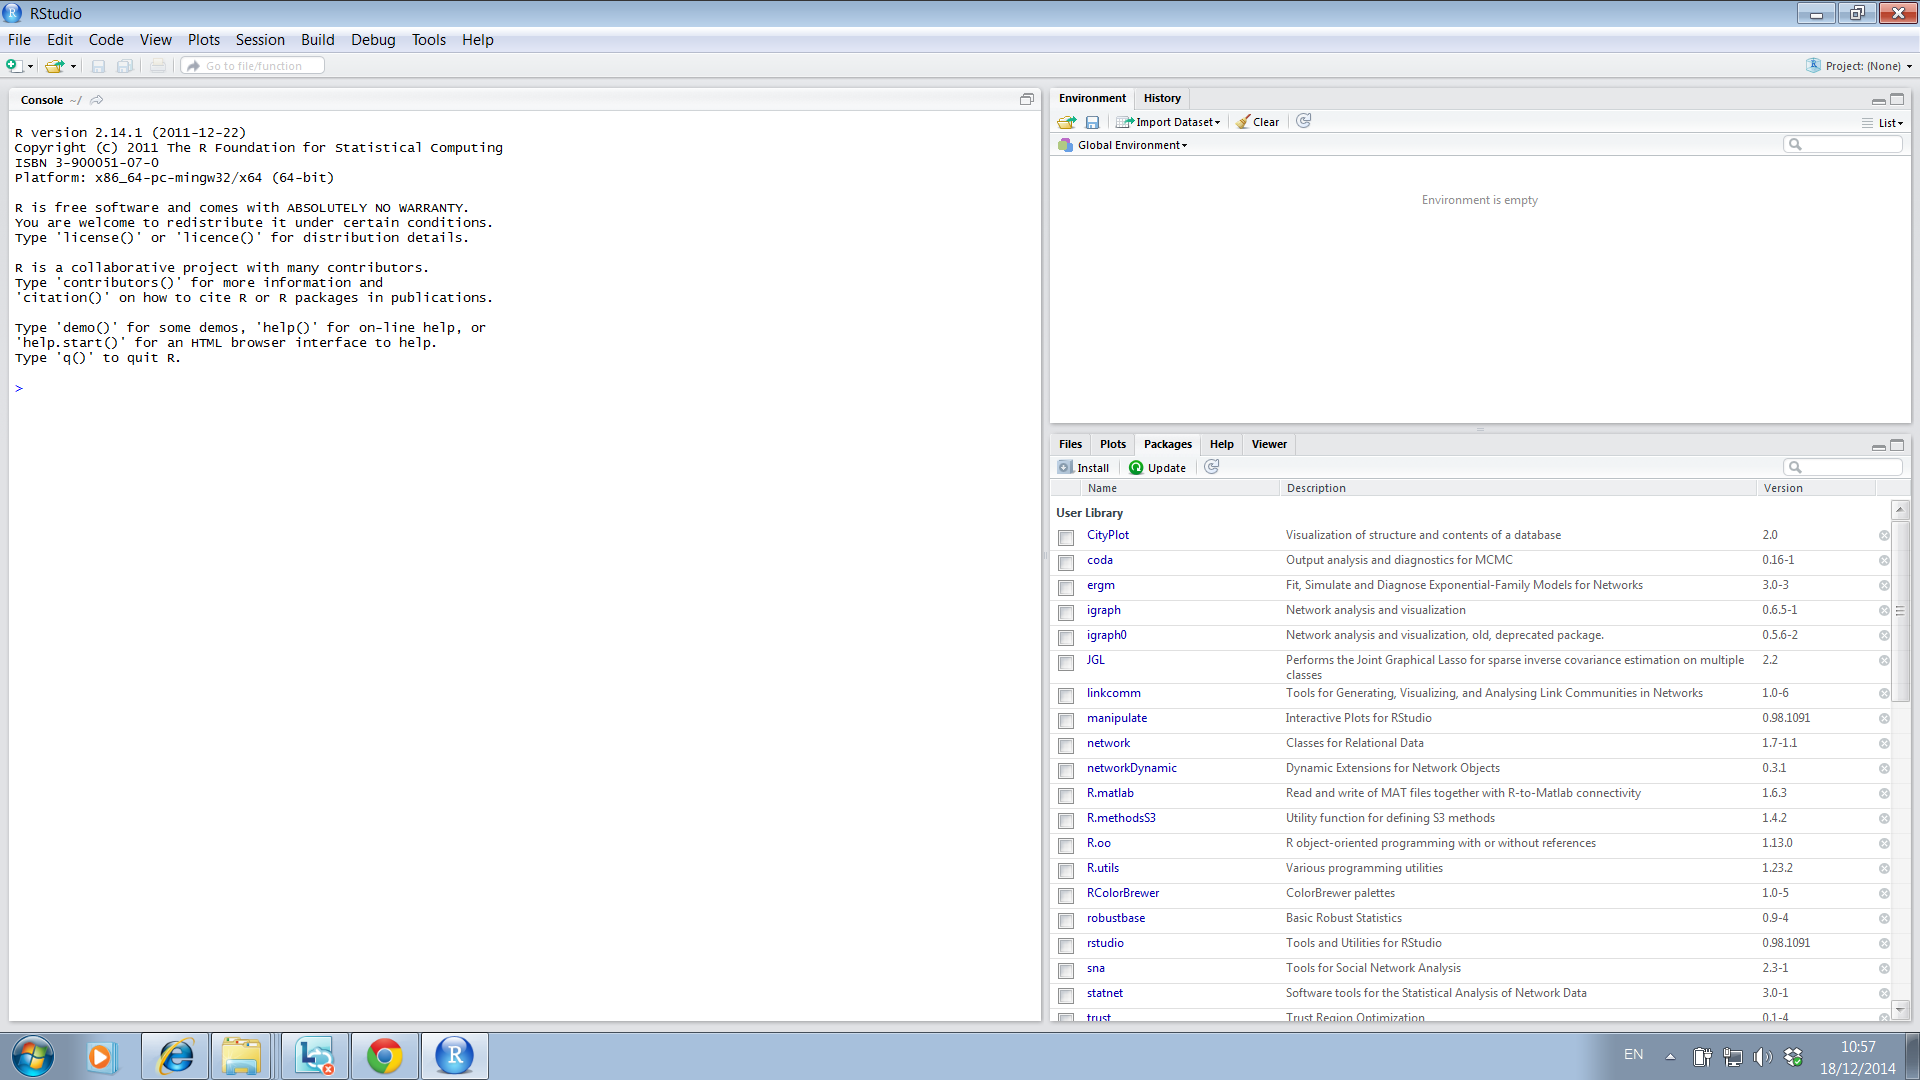 RStudio
File Edit Code View Plots Session Build Debug Tools Help
Go to file/function
Project: (None)
Console ~/
R version 2.14.1 (2011-12-22)
Copyright (C) 2011 The R Foundation for Statistical Computing
ISBN 3-900051-07-0
Platform: x86_64-pc-mingw32/x64 (64-bit)
R is free software and comes with ABSOLUTELY NO WARRANTY.
You are welcome to redistribute it under certain conditions.
Type 'license()' or 'licence()' for distribution details.
R is a collaborative project with many contributors.
Type 'contributors()' for more information and
'citation()' on how to cite R or R packages in publications.
Type 'demo()' for some demos, 'help()' for on-line help, or
'help.start()' for an HTML browser interface to help.
Type 'q()' to quit R.
>
Environment History
Import Dataset Clear List
Global Environment
Environment is empty
Files Plots Packages Help Viewer
Install Update
Name Description Version
User Library
CityPlot Visualization of structure and contents of a database 2.0
coda Output analysis and diagnostics for MCMC 0.16-1
ergm Fit, Simulate and Diagnose Exponential-Family Models for Networks 3.0-3
igraph Network analysis and visualization 0.6.5-1
igraph0 Network analysis and visualization, old, deprecated package. 0.5.6-2
JGL Performs the Joint Graphical Lasso for sparse inverse covariance estimation on multiple 2.2
classes
linkcomm Tools for Generating, Visualizing, and Analysing Link Communities in Networks 1.0-6
manipulate Interactive Plots for RStudio 0.98.1091
network Classes for Relational Data 1.7-1.1
networkDynamic Dynamic Extensions for Network Objects 0.3.1
R.matlab Read and write of MAT files together with R-to-Matlab connectivity 1.6.3
R.methodsS3 Utility function for defining S3 methods 1.4.2
R.oo R object-oriented programming with or without references 1.13.0
R.utils Various programming utilities 1.23.2
RColorBrewer ColorBrewer palettes 1.0-5
robustbase Basic Robust Statistics 0.9-4
rstudio Tools and Utilities for RStudio 0.98.1091
sna Tools for Social Network Analysis 2.3-1
statnet Software tools for the Statistical Analysis of Network Data 3.0-1
trust Trust Region Optimization 0.1-4
EN
10:57
18/12/2014